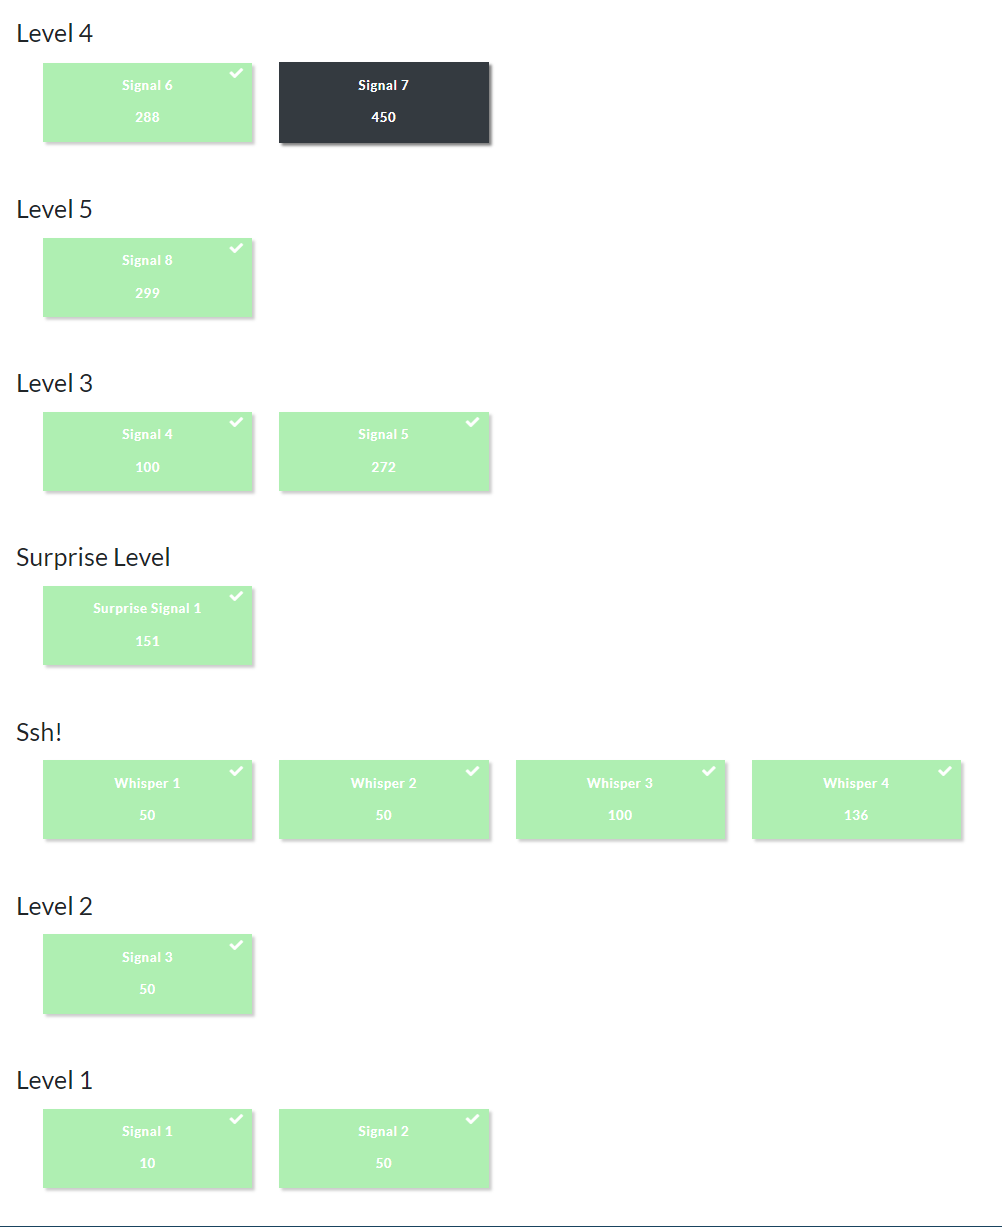 Level 4
Signal 6
288
Signal 7
450
Level 5
Signal 8
299
Level 3
Signal 4
100
Signal 5
272
Surprise Level
Surprise Signal 1
151
Ssh!
Whisper 1
50
Whisper 2
50
Whisper 3
100
Whisper 4
136
Level 2
Signal 3
50
Level 1
Signal 1
10
Signal 2
50